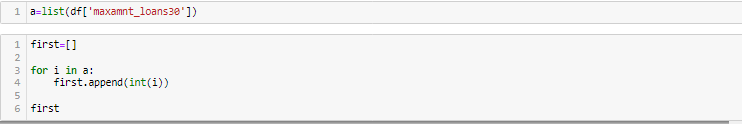 1 a=list(df['maxamnt_loans30'])
1 first=[]
2
3 for i in a:
4     first.append(int(i))
5
6 first